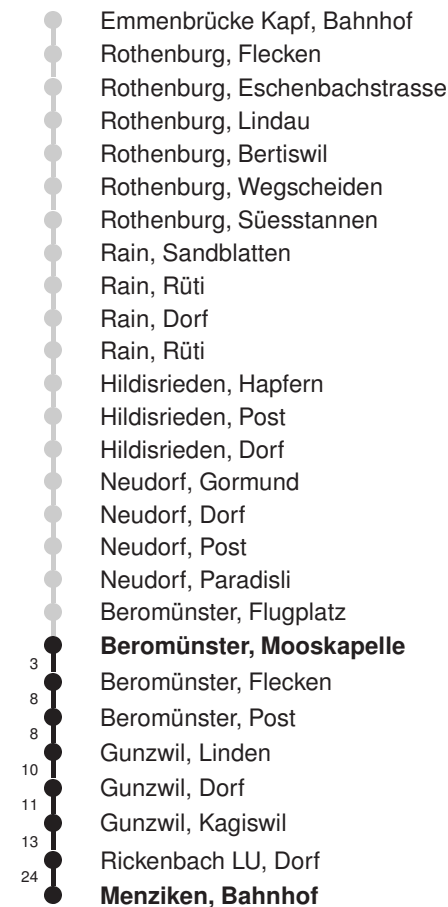 Emmenbrücke Kapf, Bahnhof
Rothenburg, Flecken
Rothenburg, Eschenbachstrasse
Rothenburg, Lindau
Rothenburg, Bertiswil
Rothenburg, Wegscheiden
Rothenburg, Süesstannen
Rain, Sandblatten
Rain, Rüti
Rain, Dorf
Rain, Rüti
Hildisrieden, Hapfern
Hildisrieden, Post
Hildisrieden, Dorf
Neudorf, Gormund
Neudorf, Dorf
Neudorf, Post
Neudorf, Paradisli
Beromünster, Flugplatz
Beromünster, Mooskapelle
3
Beromünster, Flecken
8
Beromünster, Post
8
Gunzwil, Linden
10
Gunzwil, Dorf
11
Gunzwil, Kagiswil
13
Rickenbach LU, Dorf
24
Menziken, Bahnhof